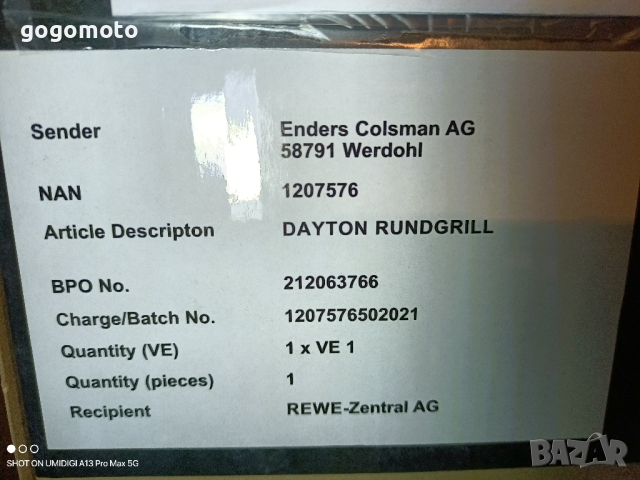 gogomoto
Sender Enders Colsman AG
58791 Werdohl
NAN 1207576
Article Descripton DAYTON RUNDGRILL
BPO No. 212063766
Charge/Batch No. 1207576502021
Quantity (VE) 1 x VE 1
Quantity (pieces) 1
Recipient REWE-Zentral AG
SHOT ON UMIDIGI A13 Pro Max 5G
BAZAR